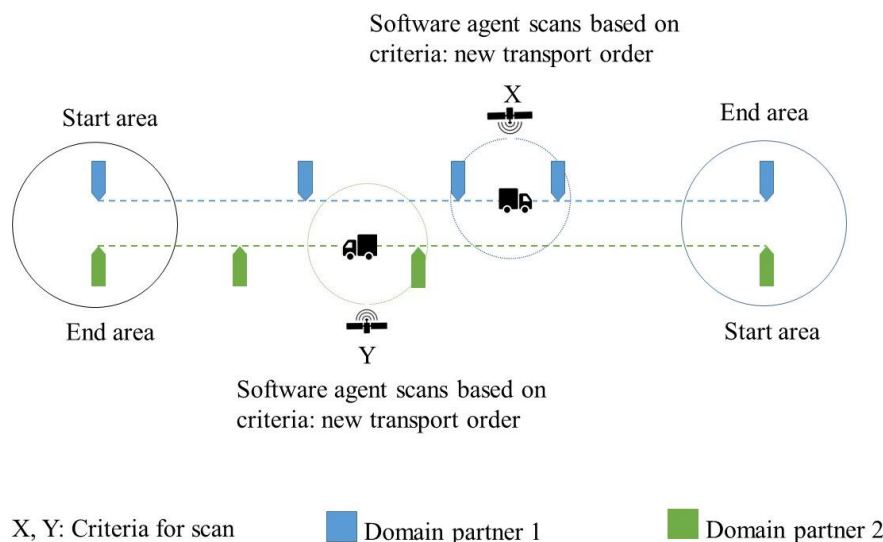 Software agent scans based on
criteria: new transport order
X
Start area
End area
End area
Start area
Y
Software agent scans based on
criteria: new transport order
X, Y: Criteria for scan
Domain partner 1
Domain partner 2